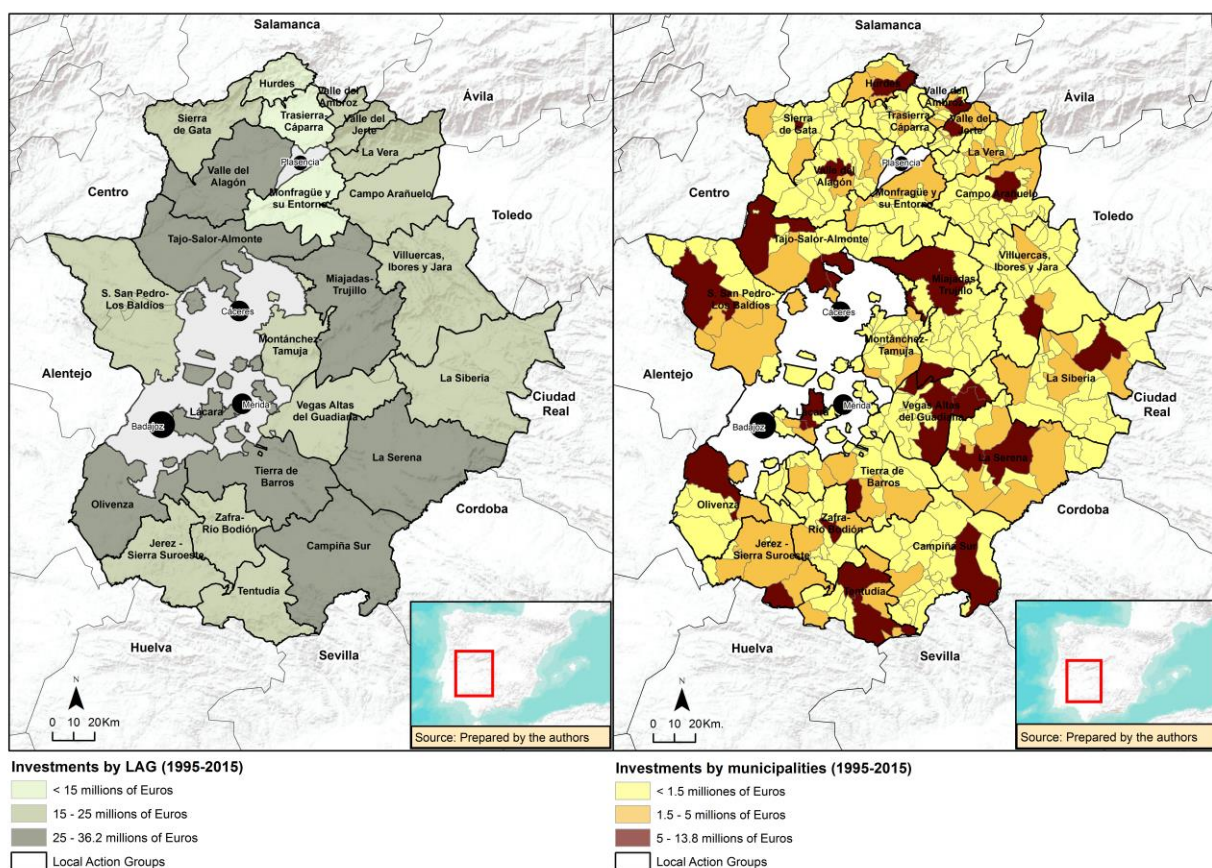 Salamanca
Ávila
Hurdes
Valle del
Ambroz
Trasierra
Cáparra
Valle del
Jerte
Sierra
de Gata
La Vera
Plasencia
Valle del
Alagón
Centro
Campo Arañuelo
Monfragüe y
su Entorno
Toledo
Tajo-Salor-Almonte
Villuercas,
Ibores y Jara
Miajadas-
Trujillo
S. San Pedro-
Los Baldíos
Cáceres
Montánchez-
Tamuja
Alentejo
La Siberia
Ciudad
Real
Mérida
Lácara
Vegas Altas
del Guadiana
Badajoz
La Serena
Tierra de
Barros
Olivenza
Cordoba
Zafra-
Río Bodión
Jerez -
Sierra Suroeste
Campiña Sur
Tentudía
Huelva
Sevilla
N
0 10 20Km
Source: Prepared by the authors
Investments by LAG (1995-2015)
< 15 millions of Euros
15 - 25 millions of Euros
25 - 36.2 millions of Euros
Local Action Groups
Salamanca
Ávila
Hurdes
Valle del
Ambroz
Trasierra
Cáparra
Valle del
Jerte
Sierra
de Gata
La Vera
Plasencia
Valle del
Alagón
Centro
Campo Arañuelo
Monfragüe y
su Entorno
Toledo
Tajo-Salor-Almonte
Villuercas,
Ibores y Jara
Miajadas-
Trujillo
S. San Pedro-
Los Baldíos
Cáceres
Montánchez-
Tamuja
Alentejo
La Siberia
Ciudad
Real
Mérida
Lácara
Vegas Altas
del Guadiana
Badajoz
La Serena
Tierra de
Barros
Olivenza
Cordoba
Zafra-
Río Bodión
Jerez -
Sierra Suroeste
Campiña Sur
Tentudía
Huelva
Sevilla
N
0 10 20Km.
Source: Prepared by the authors
Investments by municipalities (1995-2015)
< 1.5 milliones of Euros
1.5 - 5 millions of Euros
5 - 13.8 millions of Euros
Local Action Groups